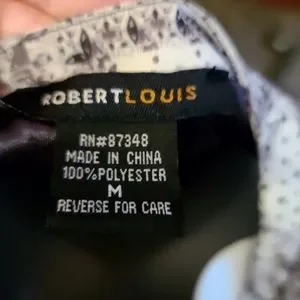 ROBERTLOUIS
RN#87348
MADE IN CHINA
100%POLYESTER
M
REVERSE FOR CARE